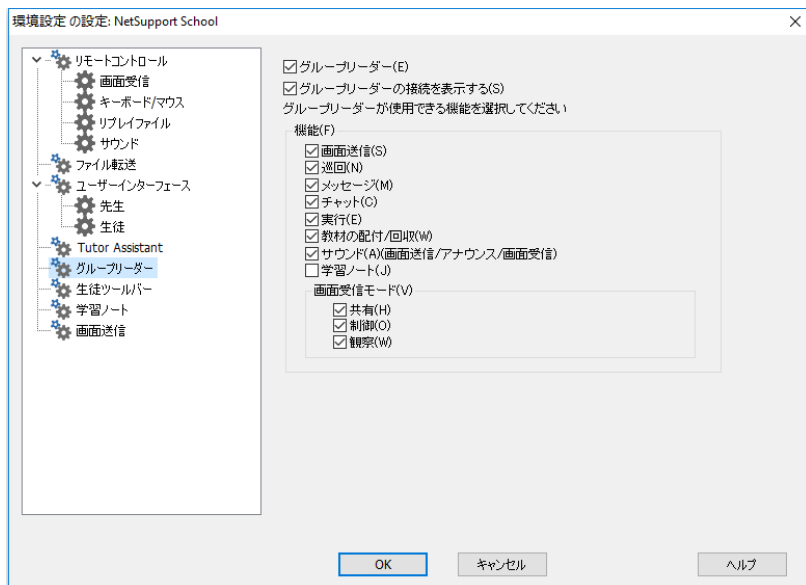 環境設定 の設定: NetSupport School
リモートコントロール
画面受信
キーボード/マウス
リプレイファイル
サウンド
ファイル転送
ユーザーインターフェース
先生
生徒
Tutor Assistant
グループリーダー
生徒ツールバー
学習ノート
画面送信
グループリーダー(E)
グループリーダーの接続を表示する(S)
グループリーダーが使用できる機能を選択してください
機能(F)
画面送信(S)
巡回(N)
メッセージ(M)
チャット(C)
実行(E)
教材の配付/回収(W)
サウンド(A)(画面送信/アナウンス/画面受信)
学習ノート(J)
画面受信モード(V)
共有(H)
制御(O)
観察(W)
OK
キャンセル
ヘルプ